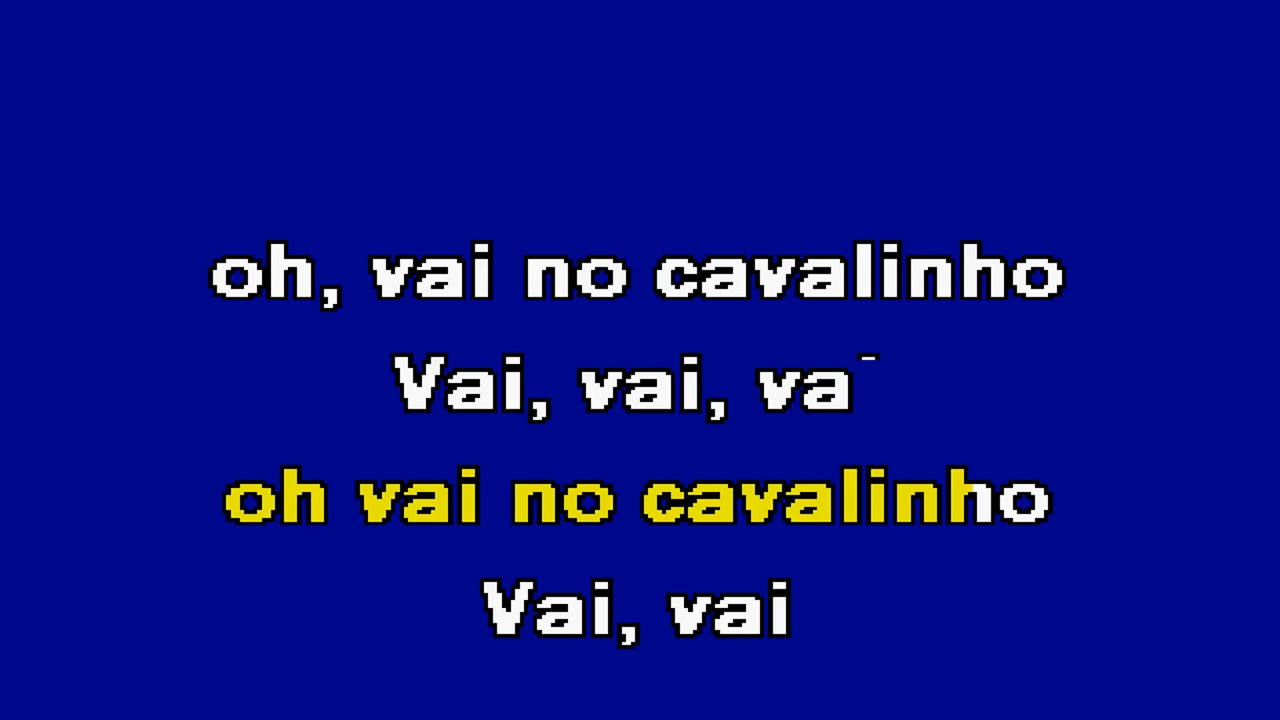 oh, vai no cavalinho
Vai, vai, va¯
oh vai no cavalinho
Vai, vai